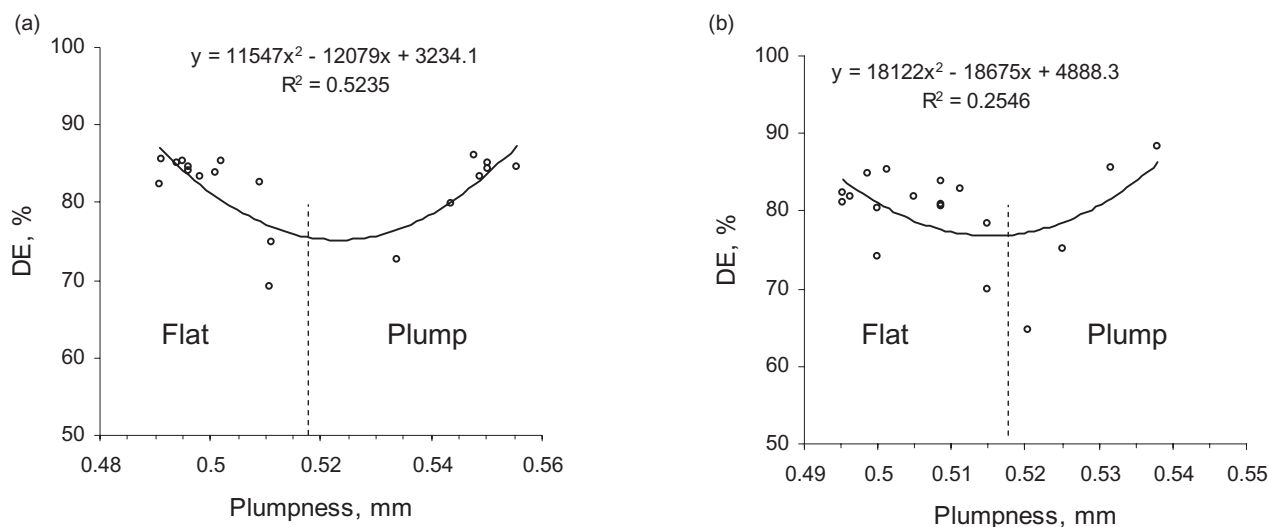 (a)
y = 11547x² - 12079x + 3234.1
R² = 0.5235
100
90
80
70
60
50
DE, %
Flat
Plump
0.48
0.5
0.52
0.54
0.56
Plumpness, mm
(b)
y = 18122x² - 18675x + 4888.3
R² = 0.2546
100
90
80
70
60
50
DE, %
Flat
Plump
0.49
0.5
0.51
0.52
0.53
0.54
0.55
Plumpness, mm